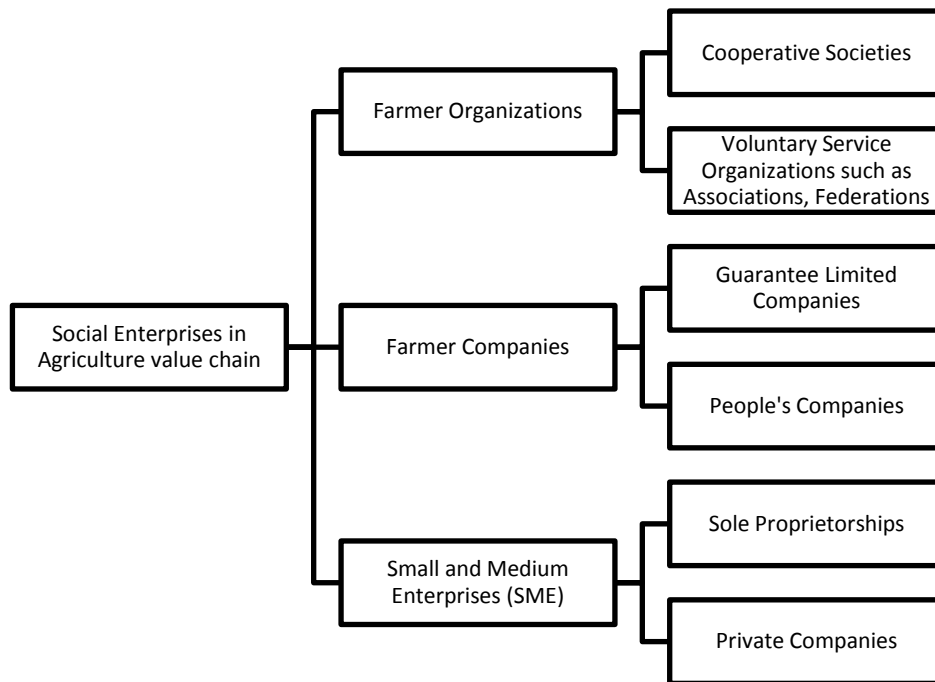 Cooperative Societies
Farmer Organizations
Voluntary Service
Organizations such as
Associations, Federations
Guarantee Limited
Companies
Social Enterprises in
Agriculture value chain
Farmer Companies
People's Companies
Sole Proprietorships
Small and Medium
Enterprises (SME)
Private Companies